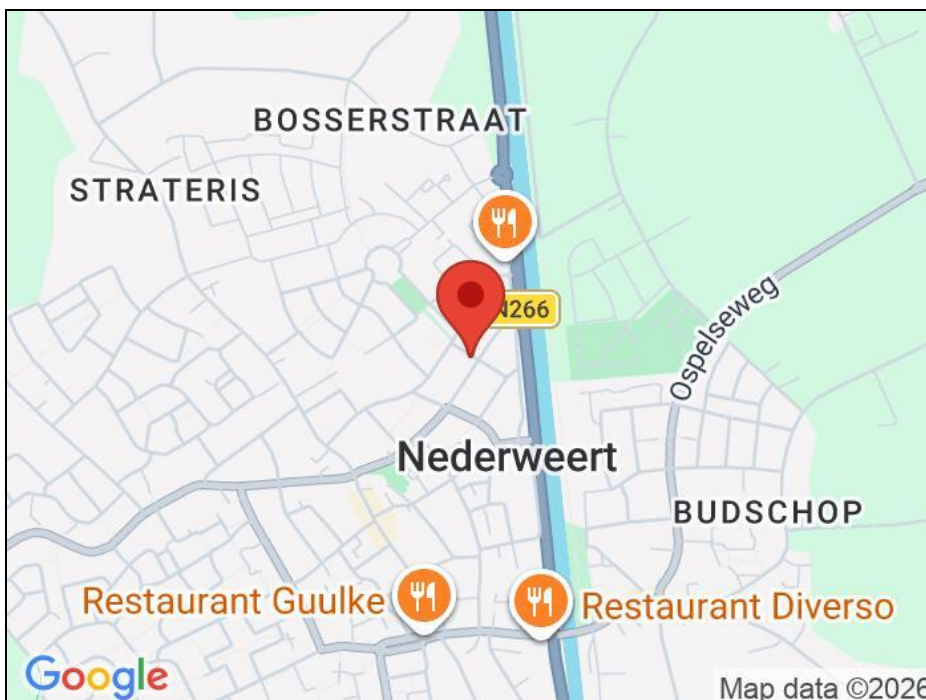 BOSSERSTRAAT
STRATERIS
N266
Ospelseweg
Nederweert
BUDSCHOP
Restaurant Guulke
Restaurant Diverso
Google
Map data ©2026